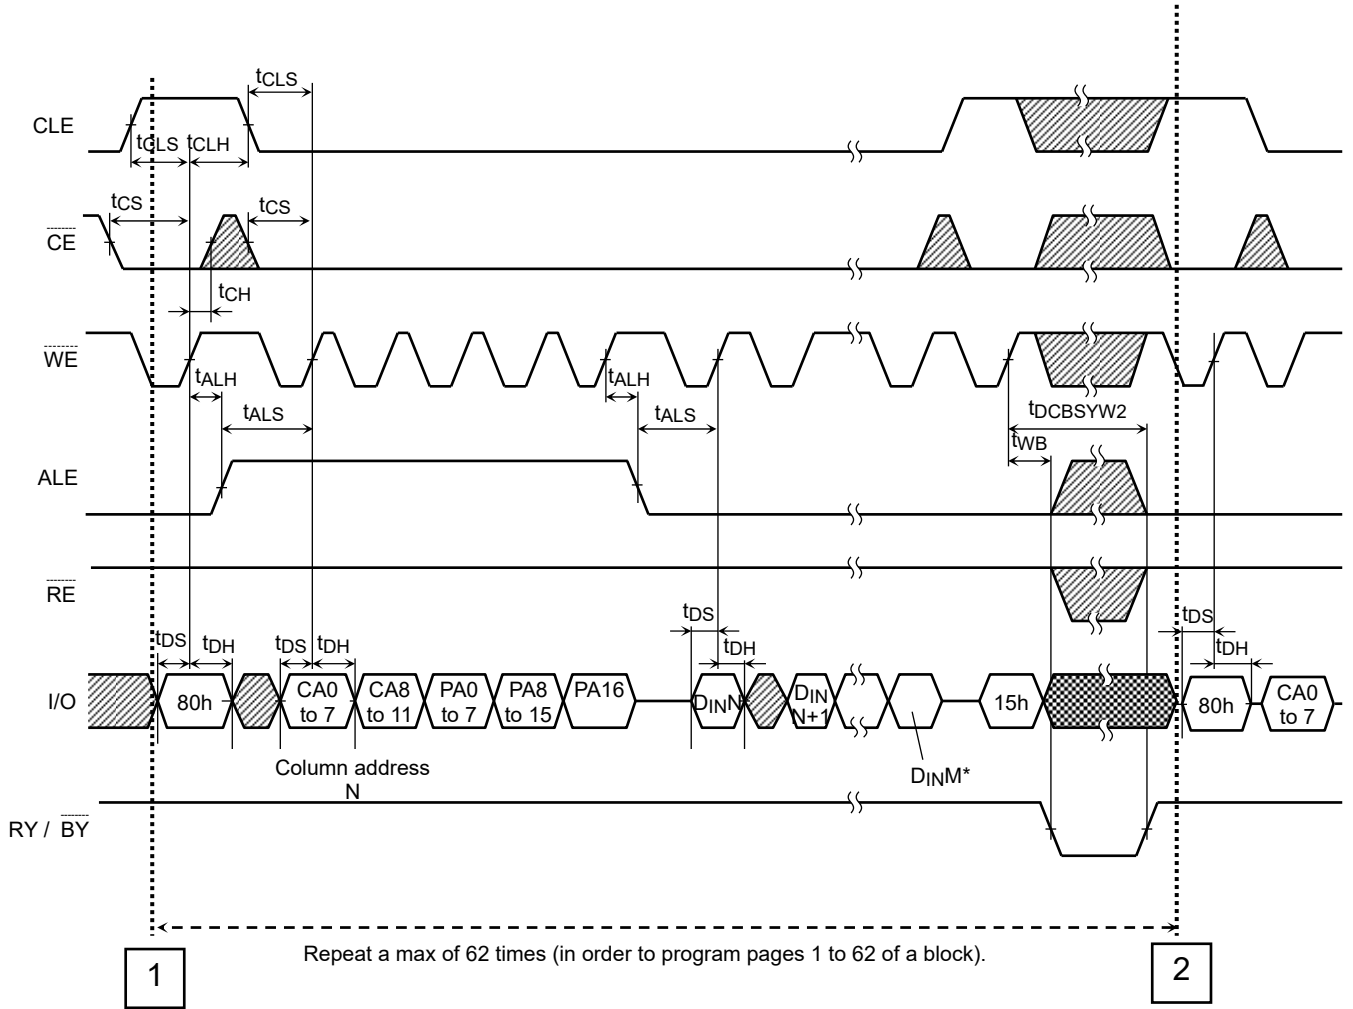 tCLS
CLE
tCLS tCLH
tCS tCS
CE
tCH
WE
tALH tALH
tALS tALS tDCBSYW2
tWB
ALE
RE
tDS tDH tDS tDH tDS tDH tDS tDH
I/O 80h CA0 to 7 CA8 to 11 PA0 to 7 PA8 to 15 PA16 DINN DIN N+1 15h 80h CA0 to 7
DINM*
Column address
N
RY / BY
Repeat a max of 62 times (in order to program pages 1 to 62 of a block).
1 2